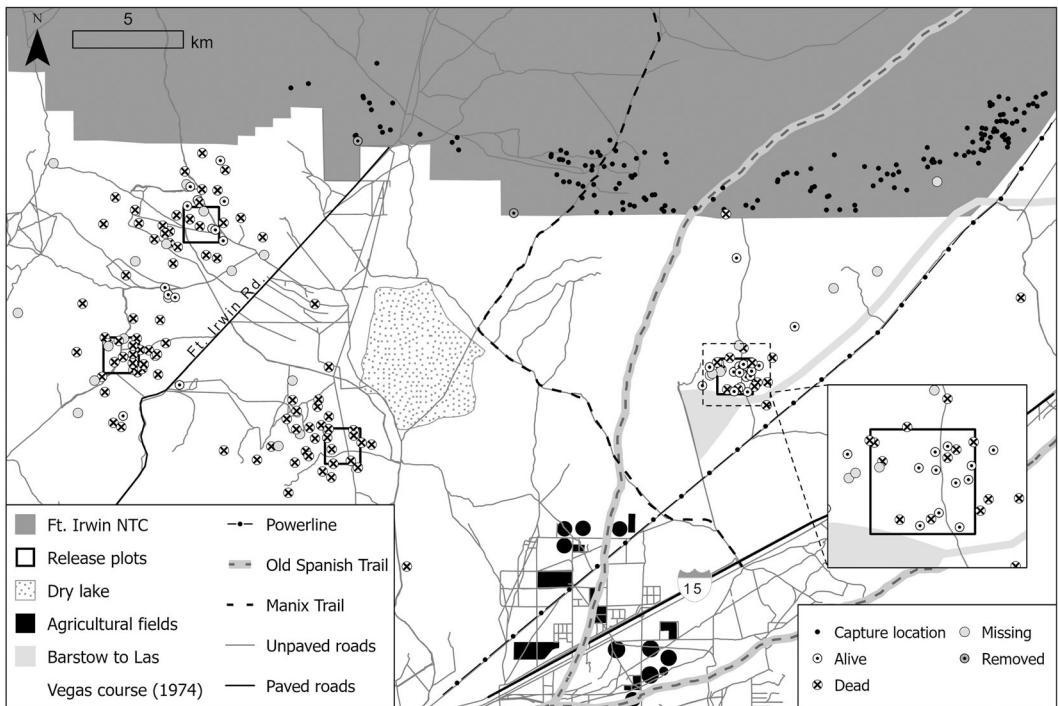 N
5
km
Ft. Irwin Rd.
15
Ft. Irwin NTC
Release plots
Dry lake
Agricultural fields
Barstow to Las
Vegas course (1974)
Powerline
Old Spanish Trail
Manix Trail
Unpaved roads
Paved roads
Capture location
Alive
Dead
Missing
Removed